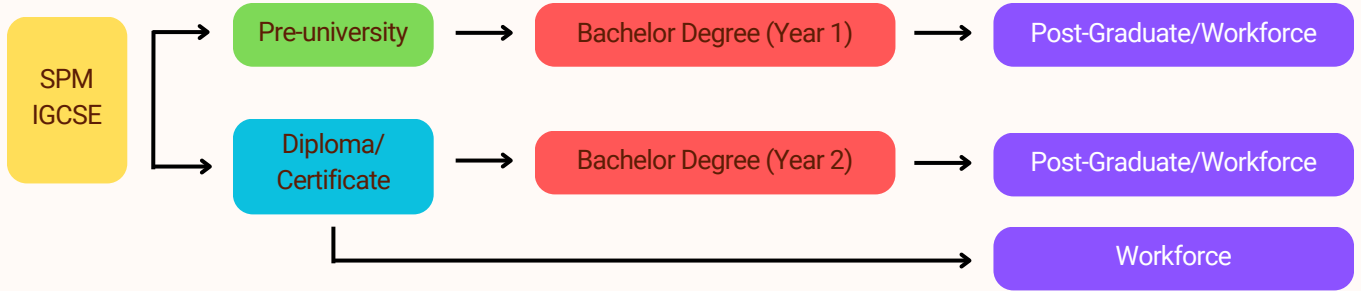 SPM
IGCSE
Pre-university
Bachelor Degree (Year 1)
Post-Graduate/Workforce
Diploma/
Certificate
Bachelor Degree (Year 2)
Post-Graduate/Workforce
Workforce